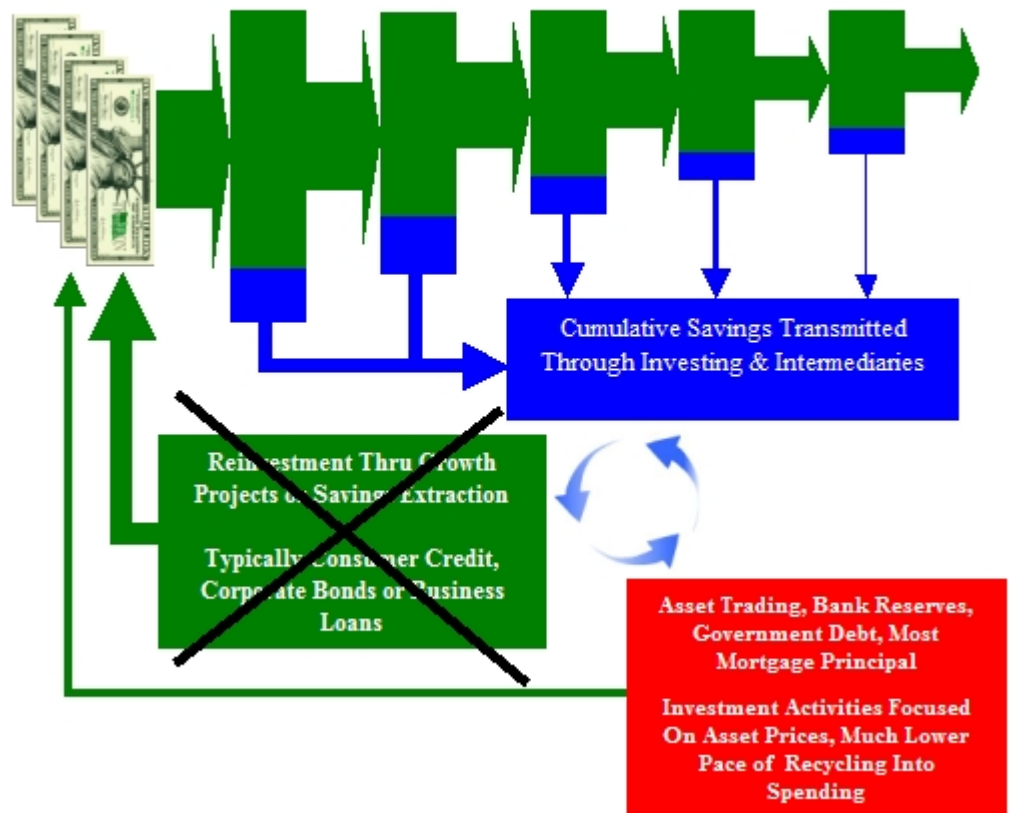 Cumulative Savings Transmitted
Through Investing & Intermediaries
Reinvestment Thru Growth
Projects or Savings Extraction
Typically Consumer Credit,
Corporate Bonds or Business
Loans
Asset Trading, Bank Reserves,
Government Debt, Most
Mortgage Principal
Investment Activities Focused
On Asset Prices, Much Lower
Pace of Recycling Into
Spending